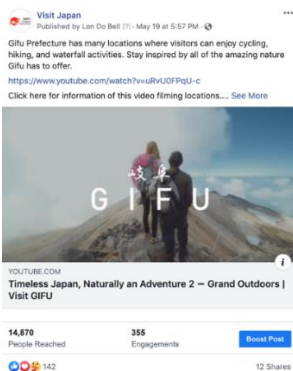 Visit Japan
Published by Lon Do Bell [?] · May 19 at 5:57 PM ·
Gifu Prefecture has many locations where visitors can enjoy cycling,
hiking, and waterfall activities. Stay inspired by all of the amazing nature
Gifu has to offer.
https://www.youtube.com/watch?v=uRvU0FPqU-c
Click here for information of this video filming locations.... See More
岐阜
GIFU
YOUTUBE.COM
Timeless Japan, Naturally an Adventure 2 — Grand Outdoors |
Visit GIFU
14,870
People Reached
355
Engagements
Boost Post
142
12 Shares